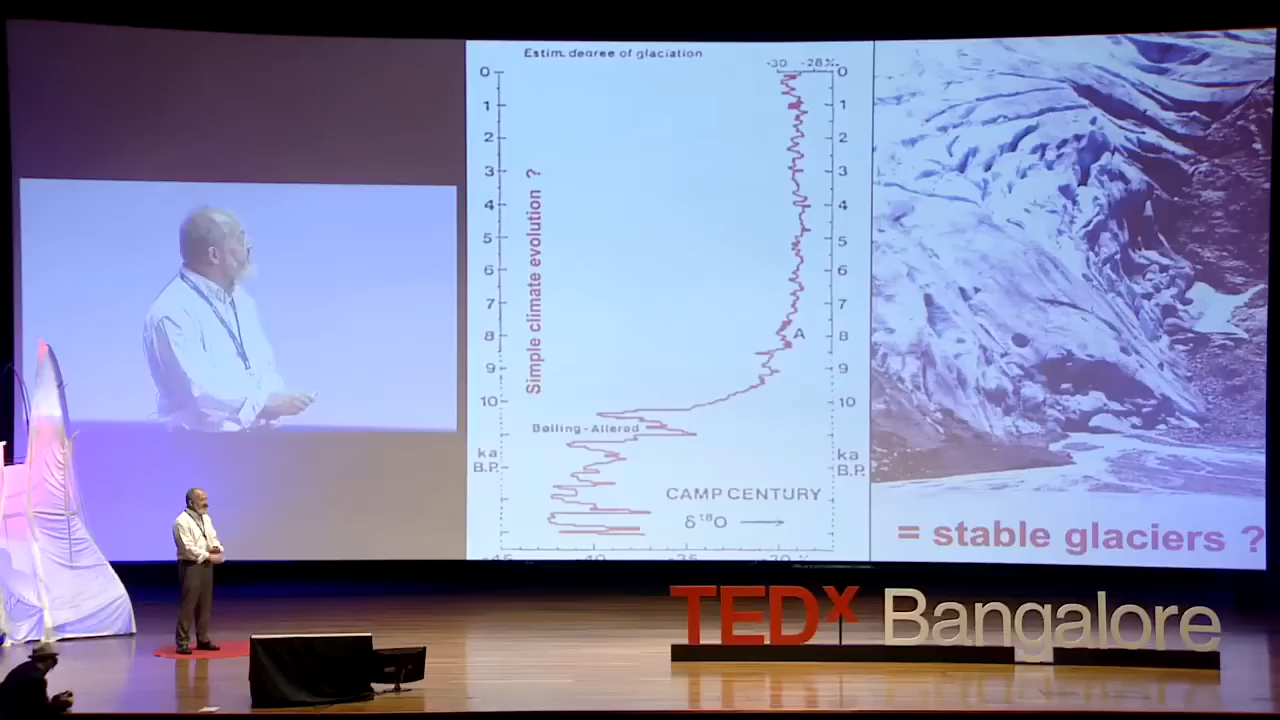 Estim. degree of glaciation
-30 -28‰
0
0
1
1
2
2
3
3
4
4
5
5
6
6
7
7
8
8
9
9
10
10
ka
B.P.
ka
B.P.
Simple climate evolution ?
A
Bølling-Allerød
CAMP CENTURY
δ¹⁸O
-40
-35
= stable glaciers ?
TEDx Bangalore